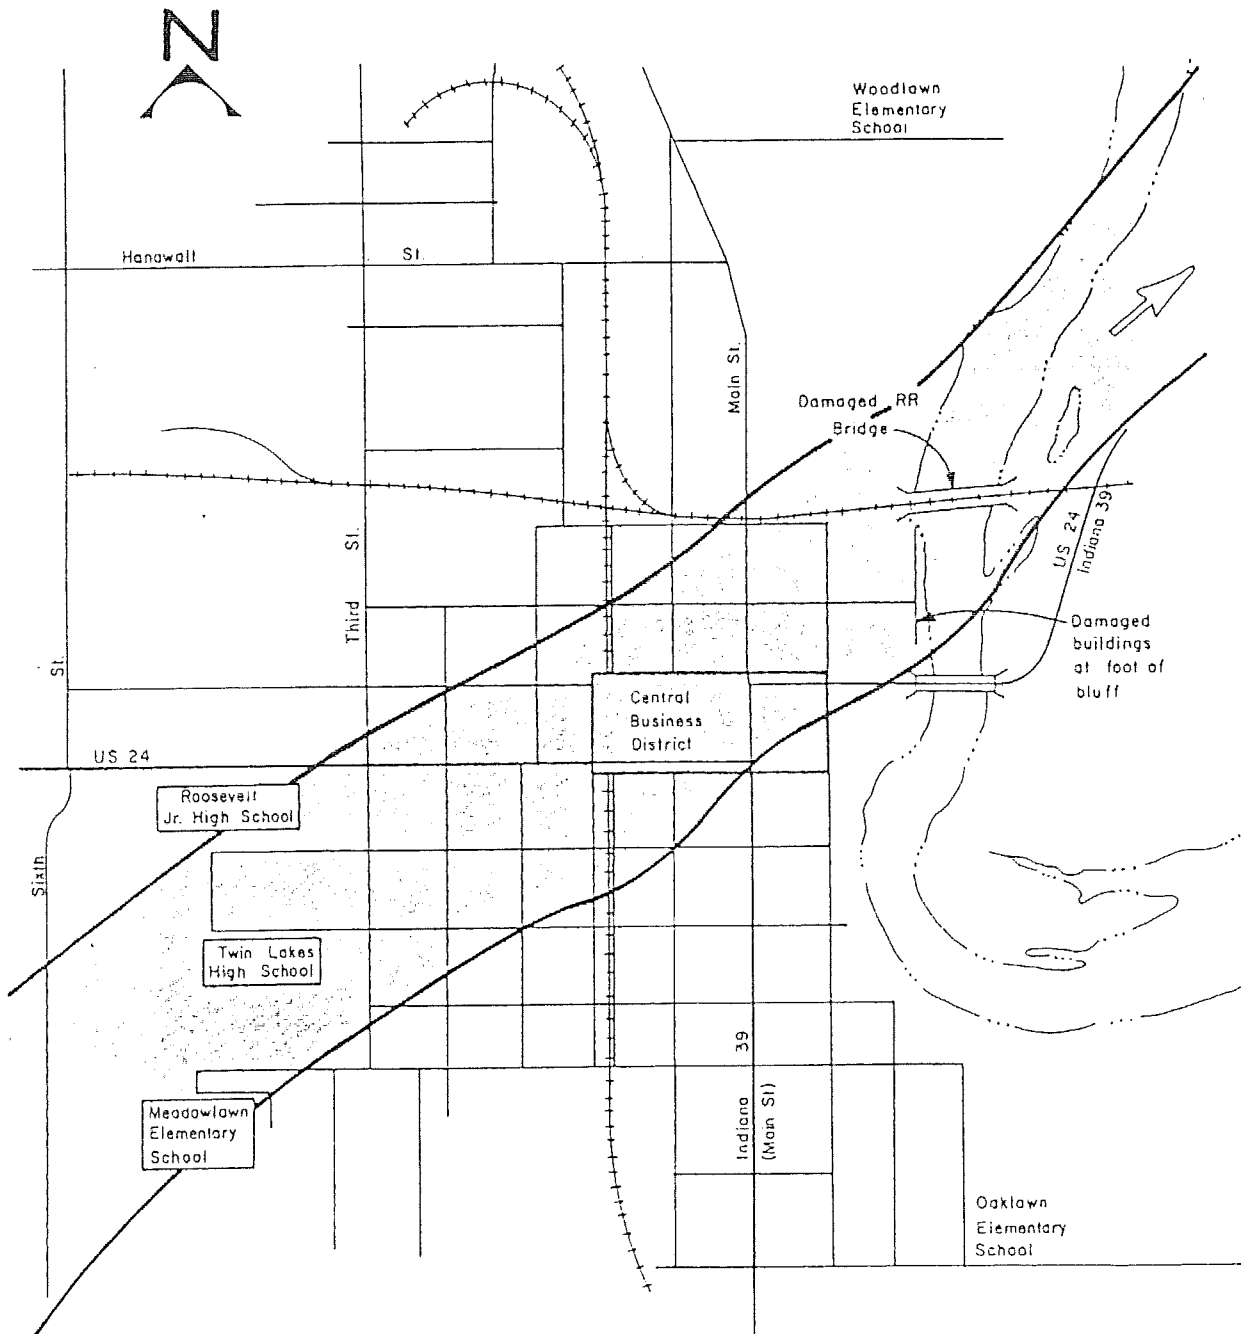 N
Woodlawn
Elementary
School
Hanawalt St.
Main St.
Damaged RR
Bridge
US 24
Indiana 39
Third St.
Damaged
buildings
at foot of
bluff
Central
Business
District
US 24
Roosevelt
Jr. High School
Sixth St.
Twin Lakes
High School
Indiana 39
(Main St)
Meadowlawn
Elementary
School
Oaklawn
Elementary
School